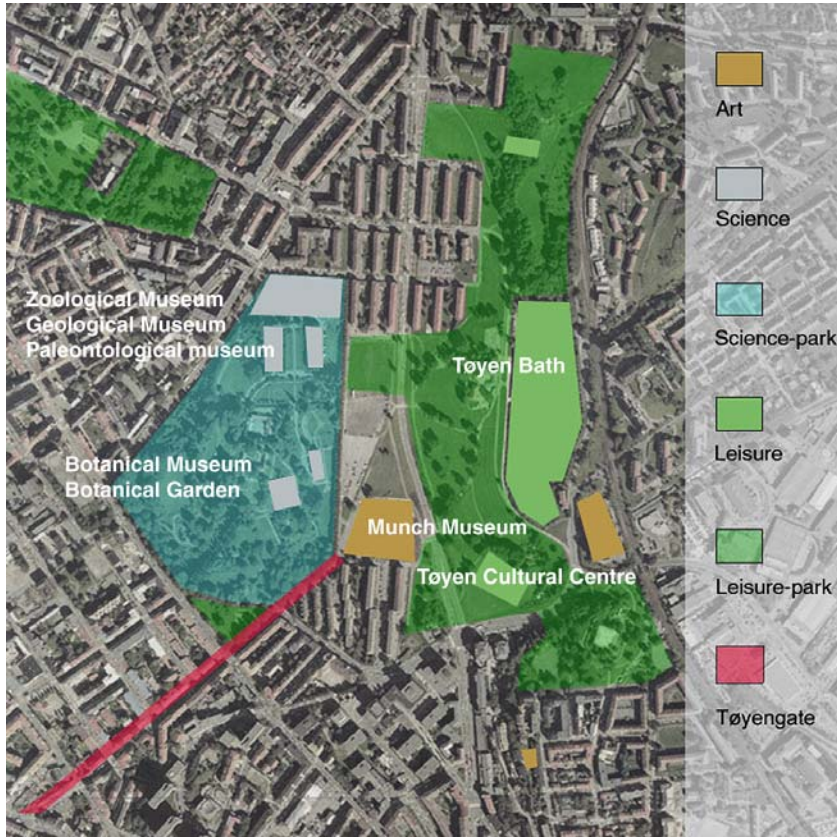 Zoological Museum
Geological Museum
Paleontological museum
Botanical Museum
Botanical Garden
Tøyen Bath
Munch Museum
Tøyen Cultural Centre
Art
Science
Science-park
Leisure
Leisure-park
Tøyengate